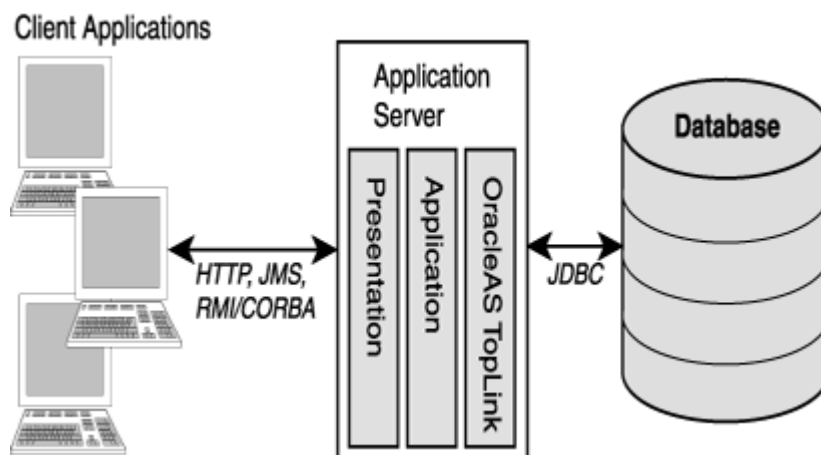 Client Applications
Application
Server
Database
Presentation
Application
OracleAS TopLink
HTTP, JMS,
RMI/CORBA
JDBC